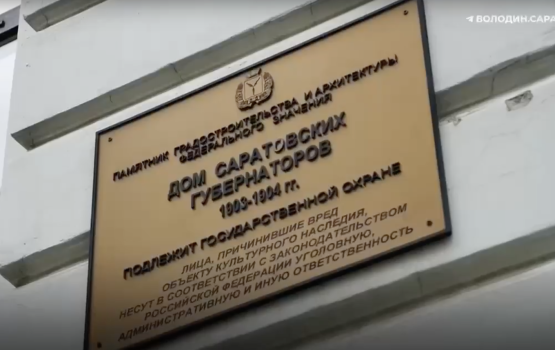 ВОЛОДИН.САРА
ПАМЯТНИК ГРАДОСТРОИТЕЛЬСТВА И АРХИТЕКТУРЫ
ФЕДЕРАЛЬНОГО ЗНАЧЕНИЯ
ДОМ САРАТОВСКИХ
ГУБЕРНАТОРОВ
1903-1904 гг.
ПОДЛЕЖИТ ГОСУДАРСТВЕННОЙ ОХРАНЕ
ЛИЦА, ПРИЧИНИВШИЕ ВРЕД
ОБЪЕКТУ КУЛЬТУРНОГО НАСЛЕДИЯ,
НЕСУТ В СООТВЕТСТВИИ С ЗАКОНОДАТЕЛЬСТВОМ
РОССИЙСКОЙ ФЕДЕРАЦИИ УГОЛОВНУЮ,
АДМИНИСТРАТИВНУЮ И ИНУЮ ОТВЕТСТВЕННОСТЬ